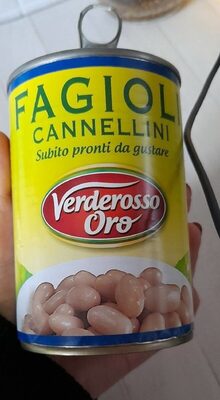 FAGIOLI
CANNELLINI
Subito pronti da gustare
Verderosso
Oro